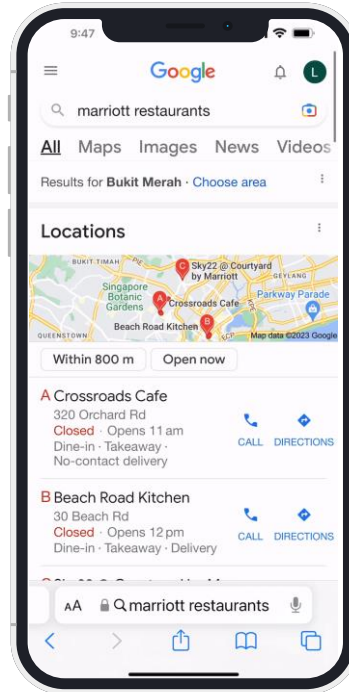 9:47
Google
L
marriott restaurants
All Maps Images News Videos
Results for Bukit Merah · Choose area
Locations
BUKIT TIMAH
PIE
C Sky22 @ Courtyard
by Marriott
GEYLANG
Singapore
Botanic
Gardens
A
Crossroads Cafe
Parkway Parade
Beach Road Kitchen
B
QUEENSTOWN
ECP
Map data ©2023 Google
Within 800 m Open now
A Crossroads Cafe
320 Orchard Rd
Closed · Opens 11 am
Dine-in · Takeaway ·
No-contact delivery
CALL DIRECTIONS
B Beach Road Kitchen
30 Beach Rd
Closed · Opens 12 pm
Dine-in · Takeaway · Delivery
CALL DIRECTIONS
AA marriott restaurants